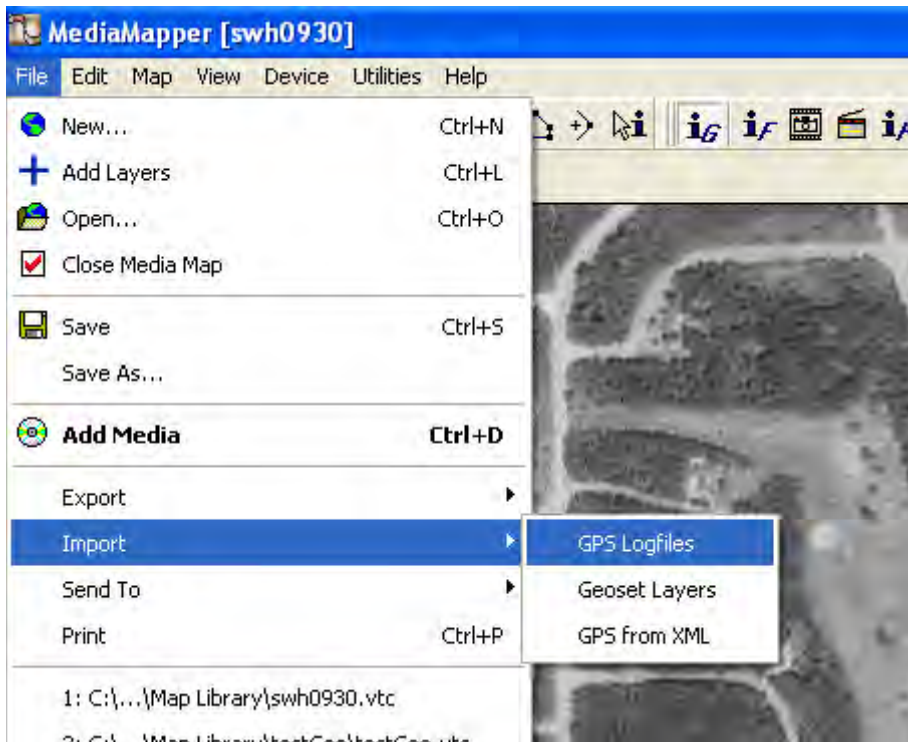 MediaMapper [swh0930]
File Edit Map View Device Utilities Help
New... Ctrl+N
Add Layers Ctrl+L
Open... Ctrl+O
Close Media Map
Save Ctrl+S
Save As...
Add Media Ctrl+D
Export
Import
GPS Logfiles
Send To
Geoset Layers
Print Ctrl+P
GPS from XML
1: C:\...\Map Library\swh0930.vtc